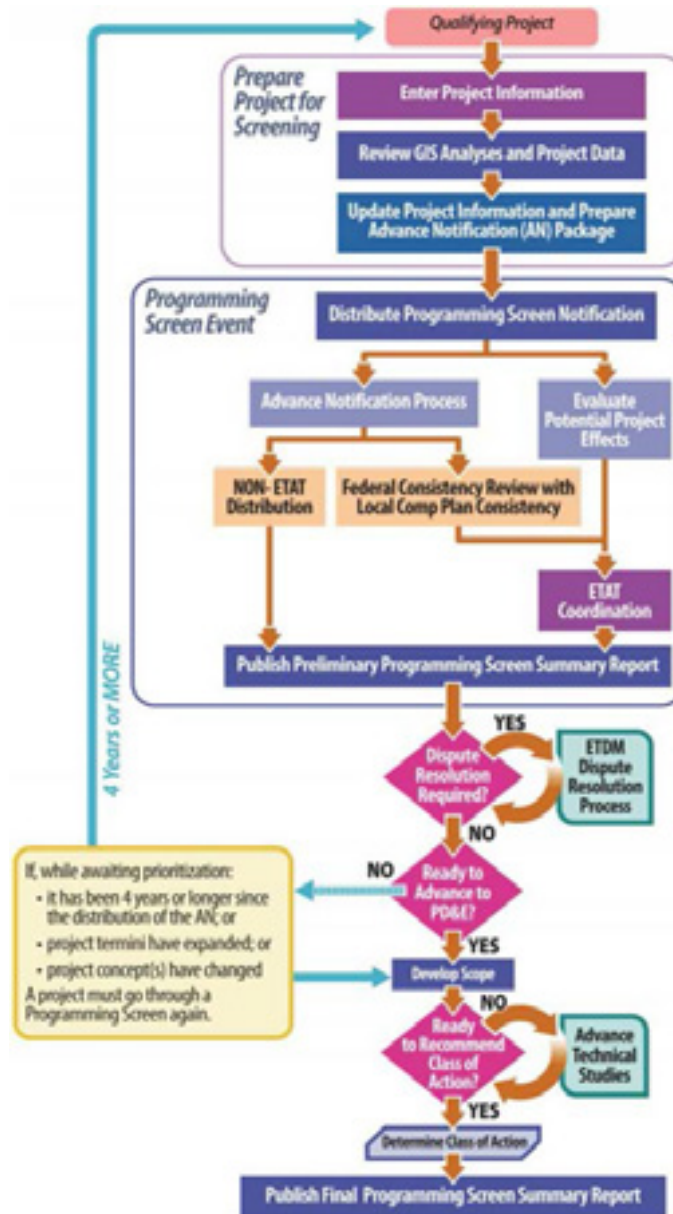 Qualifying Project
Prepare
Project for
Screening
Enter Project Information
Review GIS Analyses and Project Data
Update Project Information and Prepare
Advance Notification (AN) Package
Programming
Screen Event
Distribute Programming Screen Notification
Advance Notification Process
Evaluate
Potential Project
Effects
NON- ETAT
Distribution
Federal Consistency Review with
Local Comp Plan Consistency
ETAT
Coordination
Publish Preliminary Programming Screen Summary Report
4 Years or MORE
YES
Dispute
Resolution
Required?
ETDM
Dispute
Resolution
Process
NO
If, while awaiting prioritization:
• it has been 4 years or longer since
the distribution of the AN; or
• project termini have expanded; or
• project concept(s) have changed
A project must go through a
Programming Screen again.
NO
Ready to
Advance to
PD&E?
YES
Develop Scope
NO
Ready
to Recommend
Class of
Action?
Advance
Technical
Studies
YES
Determine Class of Action
Publish Final Programming Screen Summary Report